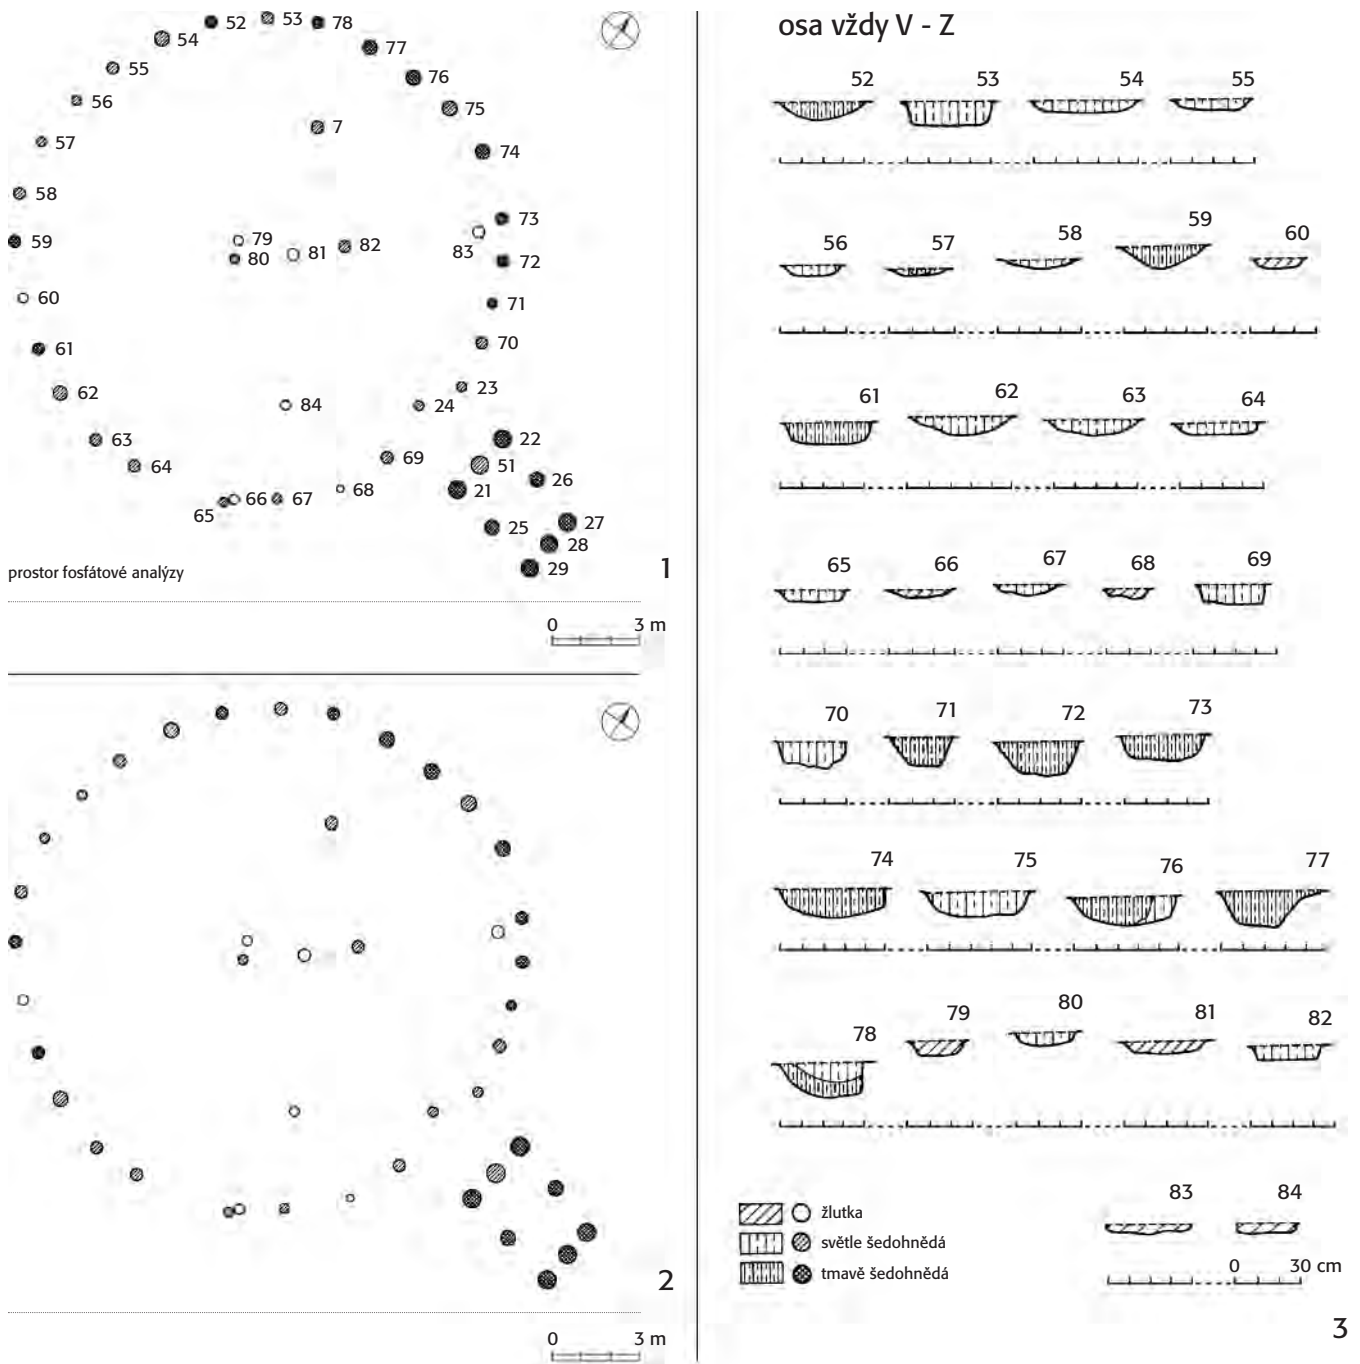 52 53 78
54 77
55 76
56 75
57 7
74
58
73
59 79 82
80 81 83 72
60 71
61 70
62 23
84 24
63 22
64 69 51
26
66 67 68 21
65 25 27
28
29
prostor fosfátové analýzy
1
0 3 m
2
0 3 m
osa vždy V - Z
52 53 54 55
56 57 58 59 60
61 62 63 64
65 66 67 68 69
70 71 72 73
74 75 76 77
78 79 80 81 82
83 84
žlutka
světle šedohnědá
tmavě šedohnědá
0 30 cm
3